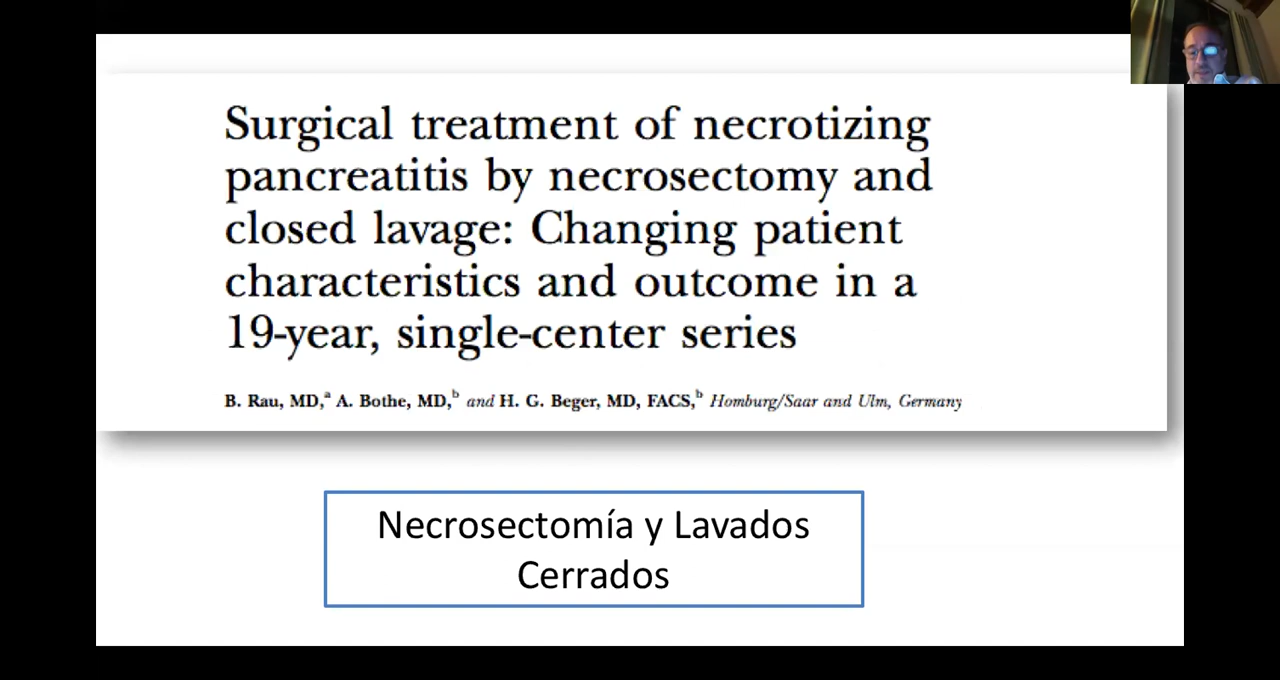 Surgical treatment of necrotizing
pancreatitis by necrosectomy and
closed lavage: Changing patient
characteristics and outcome in a
19-year, single-center series
B. Rau, MD,ᵃ A. Bothe, MD,ᵇ and H. G. Beger, MD, FACS,ᵇ Homburg/Saar and Ulm, Germany
Necrosectomía y Lavados
Cerrados